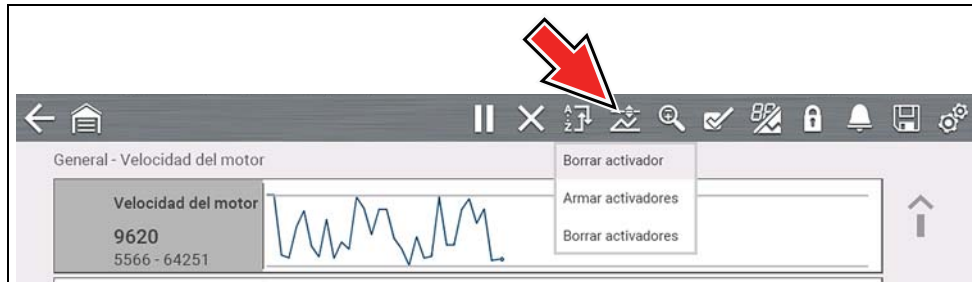 General - Velocidad del motor
Velocidad del motor
9620
5566 - 64251
Borrar activador
Armar activadores
Borrar activadores